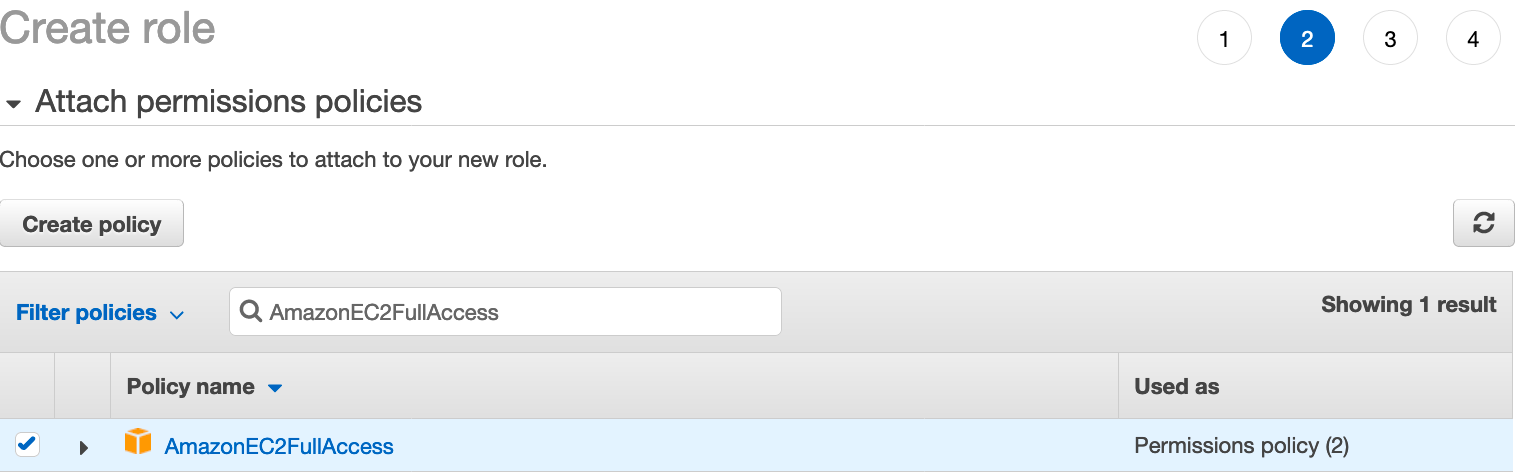 Create role
1 2 3 4
Attach permissions policies
Choose one or more policies to attach to your new role.
Create policy
Filter policies AmazonEC2FullAccess Showing 1 result
Policy name Used as
AmazonEC2FullAccess Permissions policy (2)